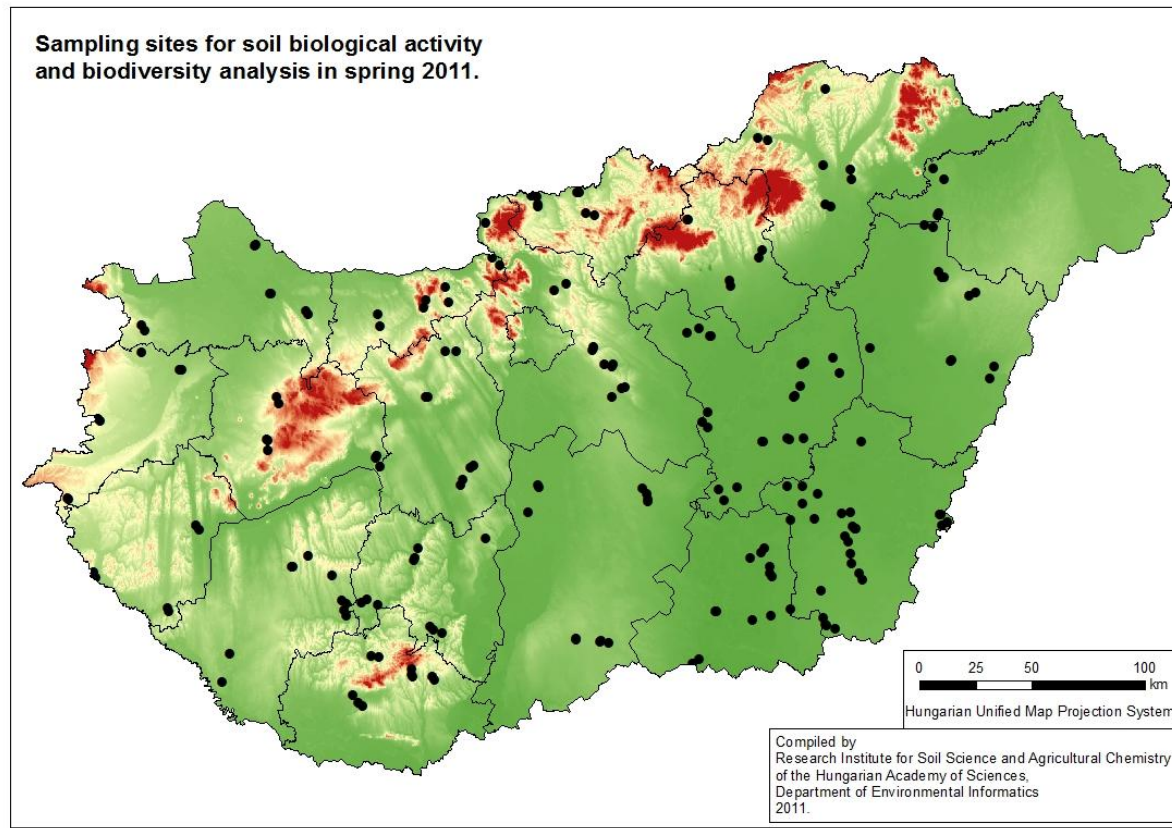 Sampling sites for soil biological activity
and biodiversity analysis in spring 2011.
0 25 50 100
km
Hungarian Unified Map Projection System
Compiled by
Research Institute for Soil Science and Agricultural Chemistry
of the Hungarian Academy of Sciences,
Department of Environmental Informatics
2011.